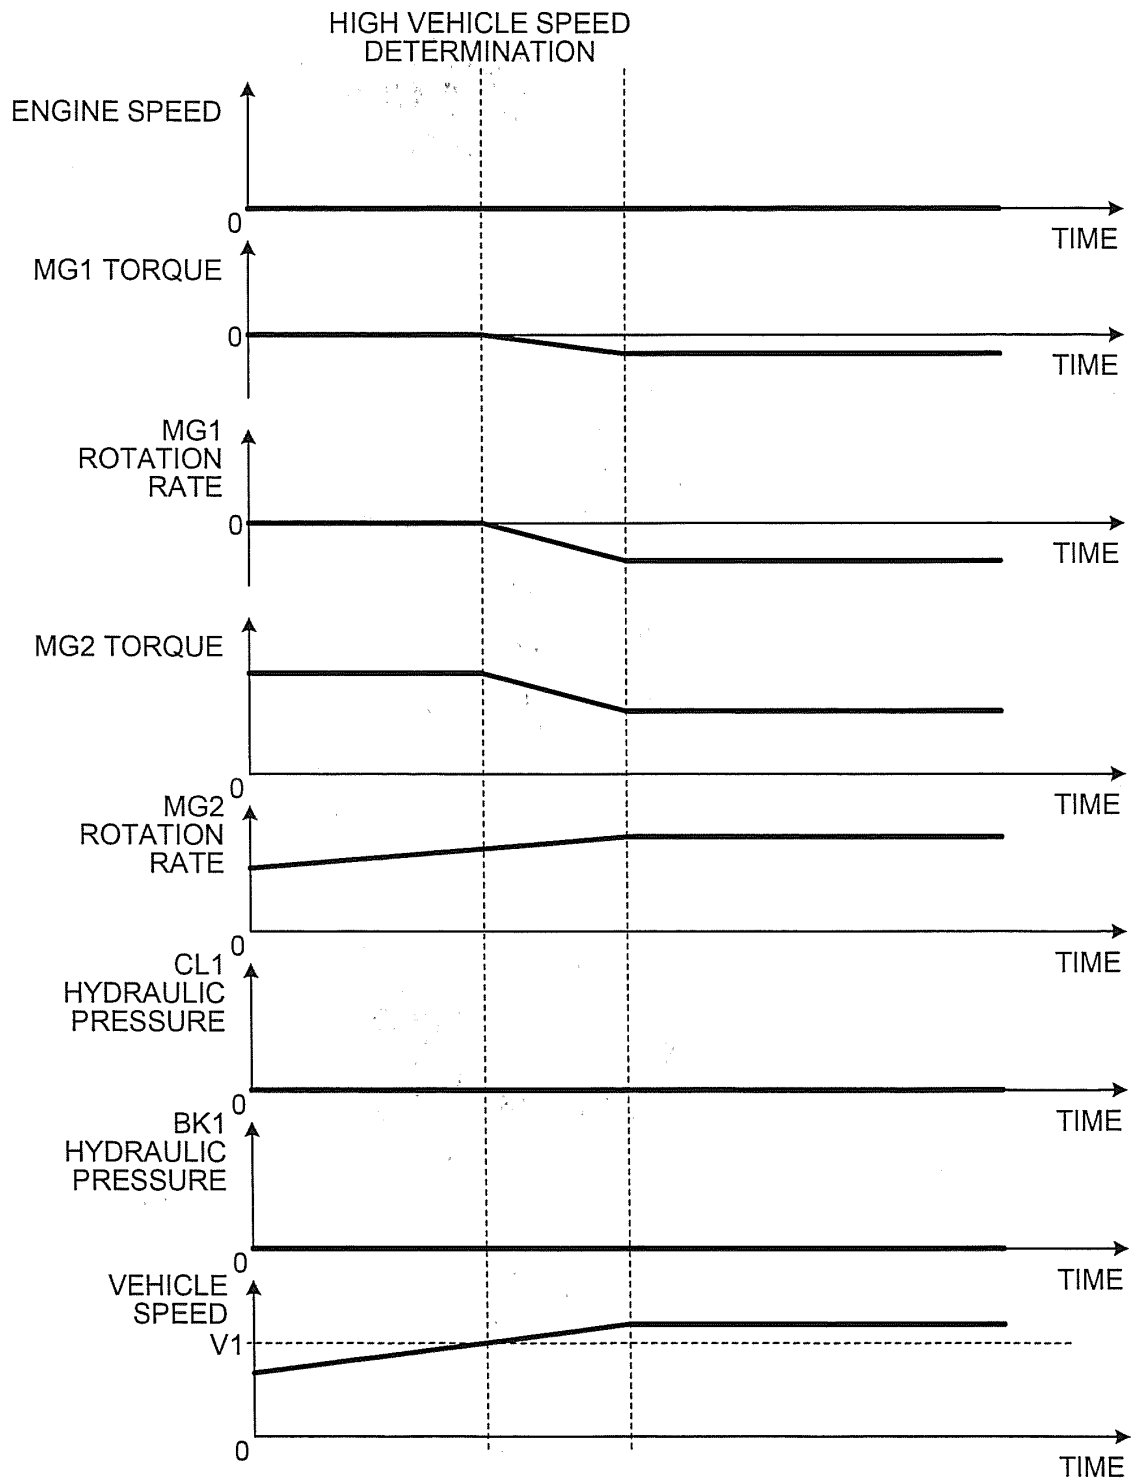 HIGH VEHICLE SPEED
DETERMINATION
ENGINE SPEED
0
TIME
MG1 TORQUE
0
TIME
MG1
ROTATION
RATE
0
TIME
MG2 TORQUE
0
TIME
MG2
ROTATION
RATE
0
TIME
CL1
HYDRAULIC
PRESSURE
0
TIME
BK1
HYDRAULIC
PRESSURE
0
TIME
VEHICLE
SPEED
V1
0
TIME